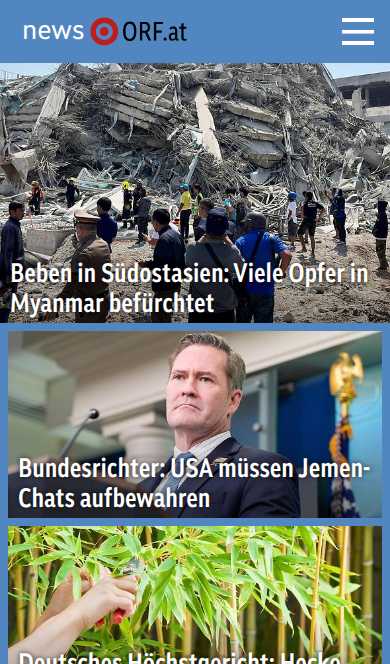 news ORF.at
Beben in Südostasien: Viele Opfer in
Myanmar befürchtet
Bundesrichter: USA müssen Jemen-
Chats aufbewahren
Deutsches Höchstgericht: Hecke